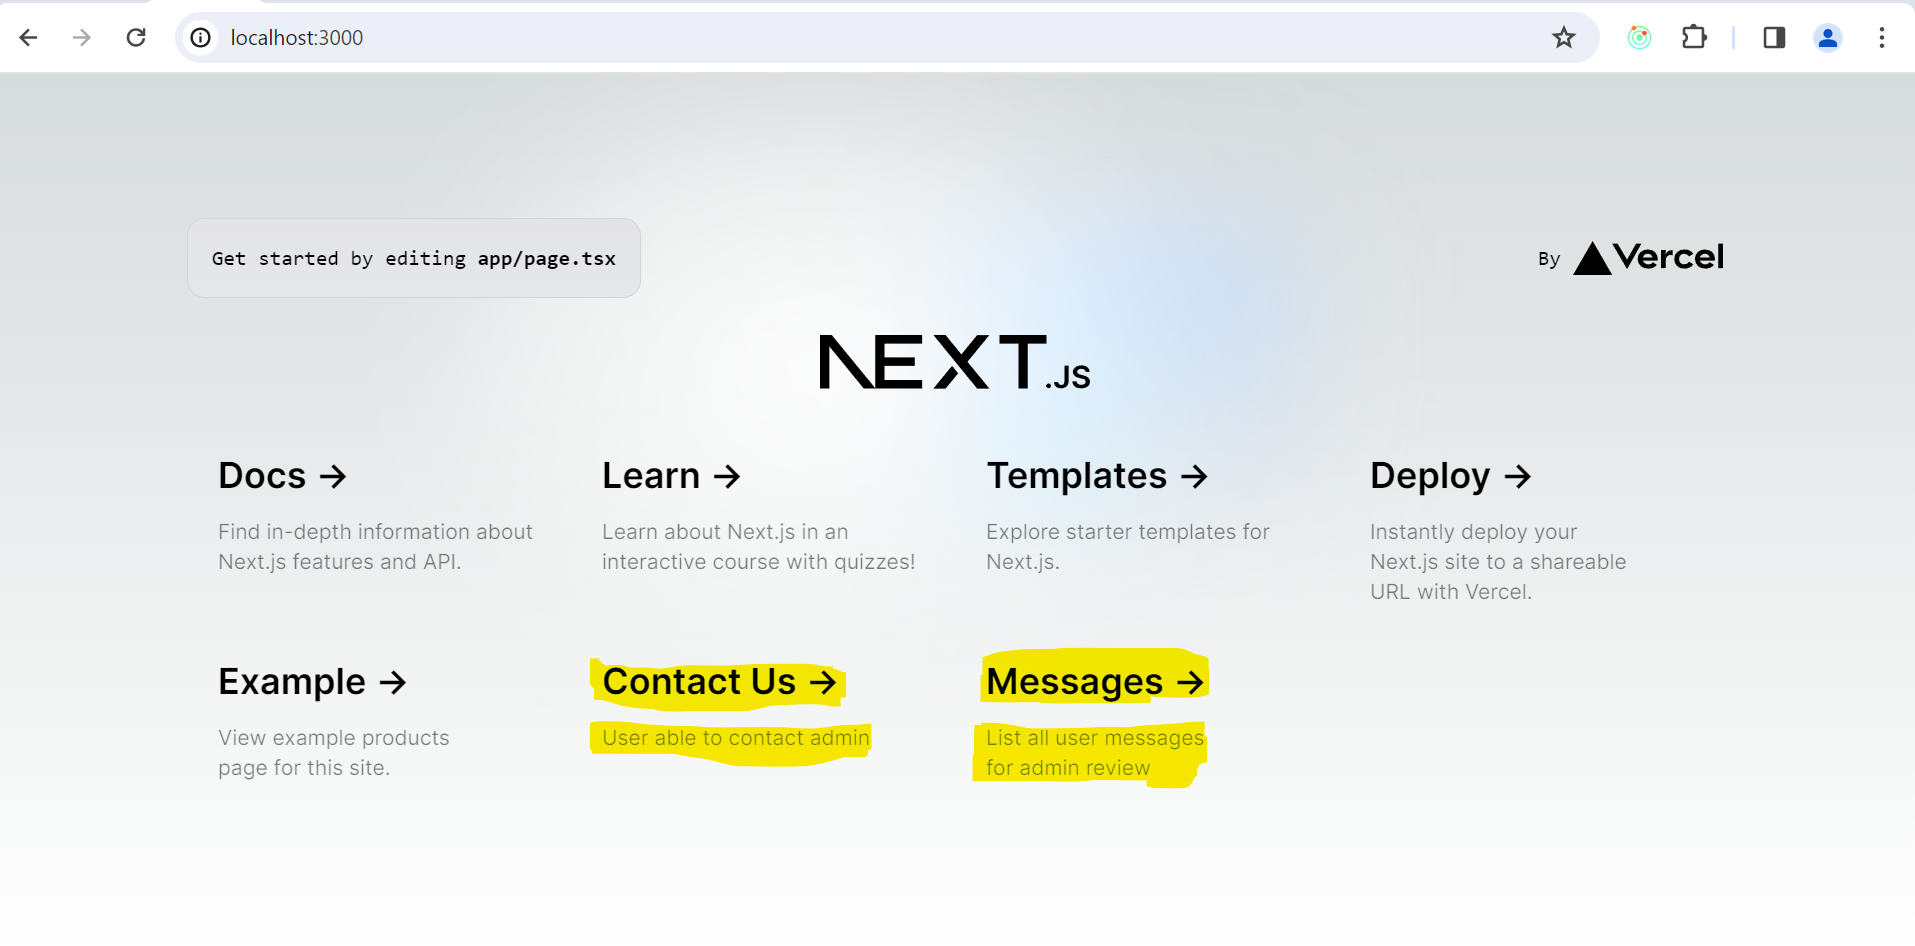 localhost:3000
Get started by editing app/page.tsx
By Vercel
NEXT.JS
Docs →
Find in-depth information about
Next.js features and API.
Learn →
Learn about Next.js in an
interactive course with quizzes!
Templates →
Explore starter templates for
Next.js.
Deploy →
Instantly deploy your
Next.js site to a shareable
URL with Vercel.
Example →
View example products
page for this site.
Contact Us →
User able to contact admin
Messages →
List all user messages
for admin review